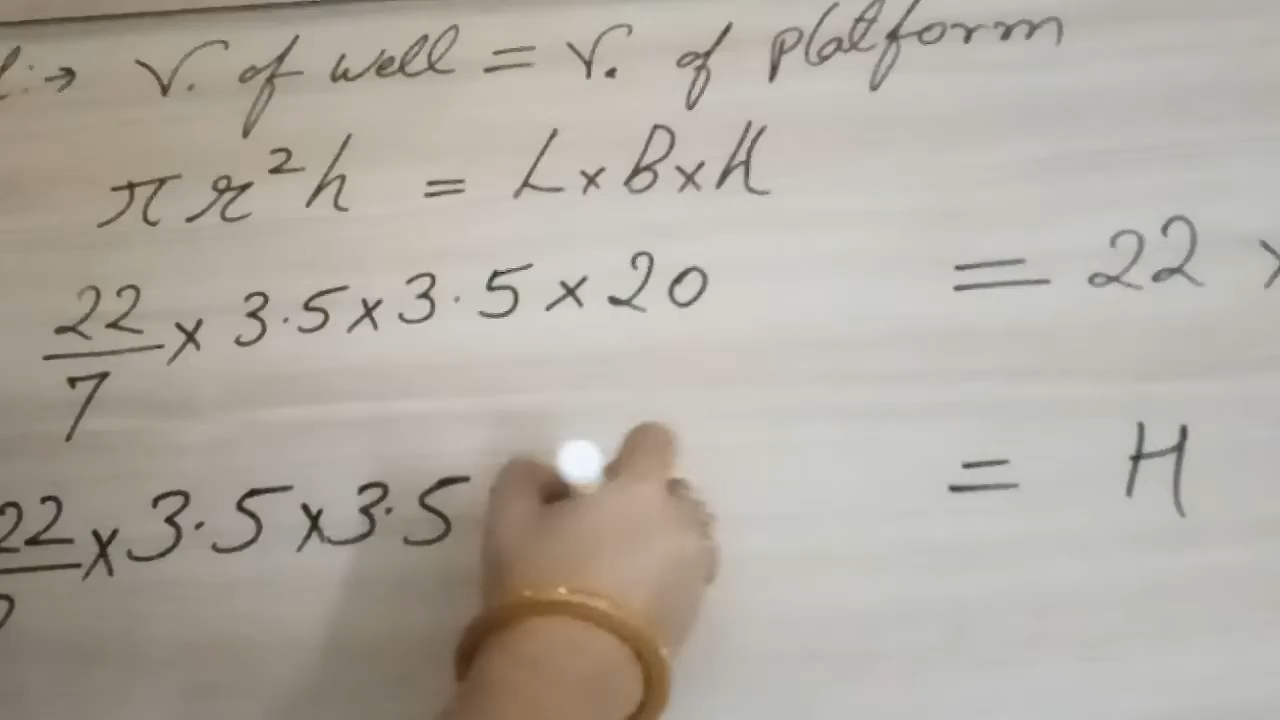 :→ V. of well = V. of platform
πr²h = L×B×H
22/7 × 3.5×3.5×20 = 22 ×
22 × 3.5×3.5 = H